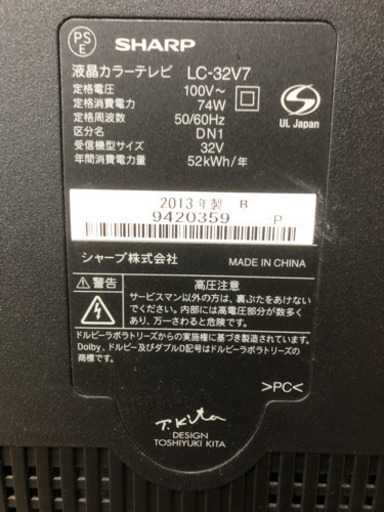 PS
E
SHARP
液晶カラーテレビ LC-32V7
定格電圧 100V～
定格消費電力 74W
定格周波数 50/60Hz
区分名 DN1
受信機型サイズ 32V
年間消費電力量 52kWh/年
UL Japan
2013年製 B
9420359 -P
シャープ株式会社 MADE IN CHINA
高圧注意
サービスマン以外の方は、裏ぶたをあけない
でください。内部には高電圧部分が数多く
あり、万一さわると危険です。
ドルビーラボラトリーズからの実施権に基づき製造されています。
Dolby、ドルビー及びダブルD記号はドルビーラボラトリーズの
商標です。
>PC<
T. Kita
DESIGN
TOSHIYUKI KITA